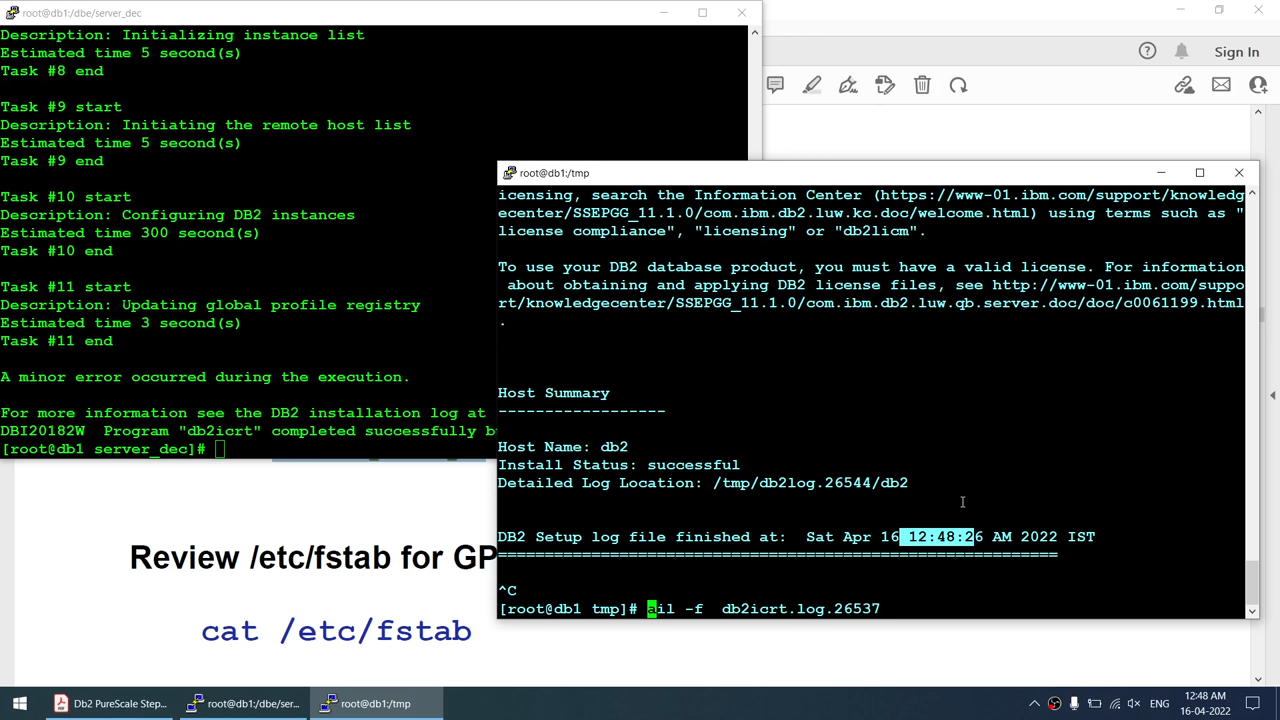 root@db1:/dbe/server_dec
Description: Initializing instance list
Estimated time 5 second(s)
Task #8 end
Task #9 start
Description: Initiating the remote host list
Estimated time 5 second(s)
Task #9 end
Task #10 start
Description: Configuring DB2 instances
Estimated time 300 second(s)
Task #10 end
Task #11 start
Description: Updating global profile registry
Estimated time 3 second(s)
Task #11 end
A minor error occurred during the execution.
For more information see the DB2 installation log at
DBI20182W  Program "db2icrt" completed successfully b
[root@db1 server_dec]#
Sign In
root@db1:/tmp
icensing, search the Information Center (https://www-01.ibm.com/support/knowledg
ecenter/SSEPGG_11.1.0/com.ibm.db2.luw.kc.doc/welcome.html) using terms such as "
license compliance", "licensing" or "db2licm".
To use your DB2 database product, you must have a valid license. For information
about obtaining and applying DB2 license files, see http://www-01.ibm.com/suppo
rt/knowledgecenter/SSEPGG_11.1.0/com.ibm.db2.luw.qb.server.doc/doc/c0061199.html
.
Host Summary
------------------
Host Name: db2
Install Status: successful
Detailed Log Location: /tmp/db2log.26544/db2
DB2 Setup log file finished at:  Sat Apr 16 12:48:26 AM 2022 IST
============================================================
^C
[root@db1 tmp]# ail -f  db2icrt.log.26537
Review /etc/fstab for GP
cat /etc/fstab
Db2 PureScale Step...
root@db1:/dbe/ser...
root@db1:/tmp
12:48 AM
16-04-2022